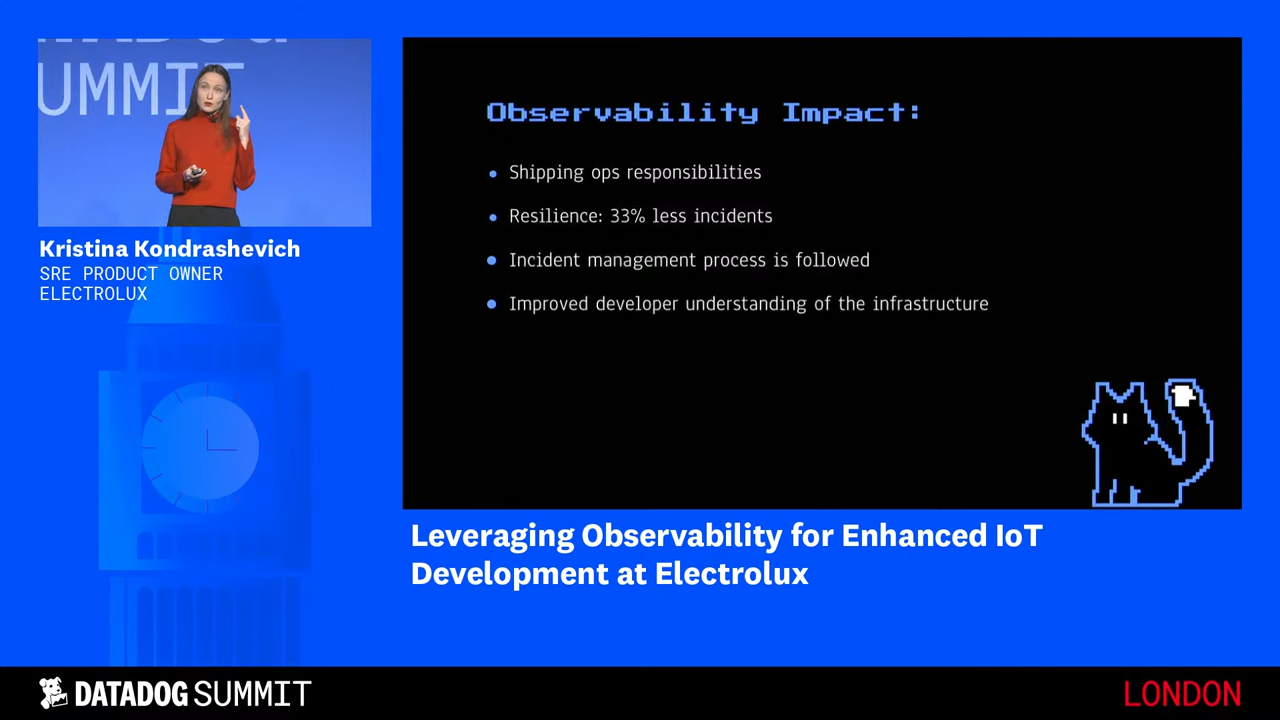 SUMMIT
Kristina Kondrashevich
SRE PRODUCT OWNER
ELECTROLUX
Observability Impact:
• Shipping ops responsibilities
• Resilience: 33% less incidents
• Incident management process is followed
• Improved developer understanding of the infrastructure
Leveraging Observability for Enhanced IoT
Development at Electrolux
DATADOG SUMMIT
LONDON